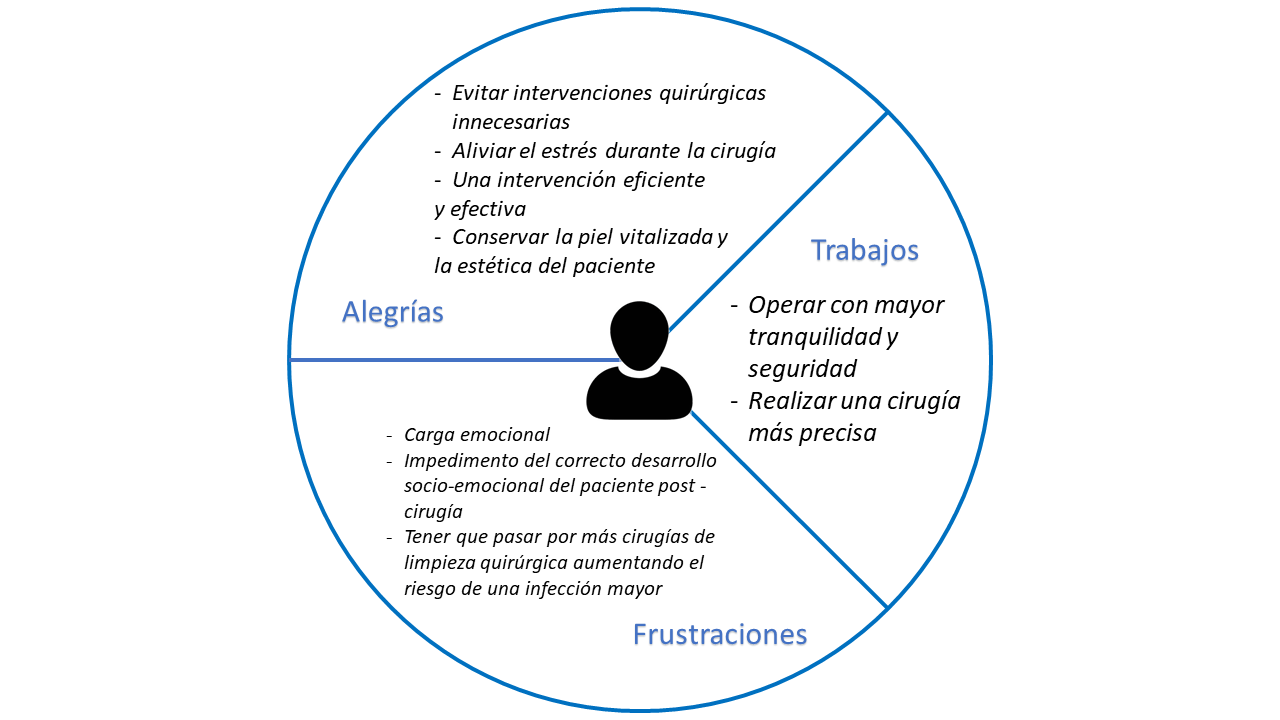 - Evitar intervenciones quirúrgicas
innecesarias
- Aliviar el estrés durante la cirugía
- Una intervención eficiente
y efectiva
- Conservar la piel vitalizada y
la estética del paciente
Alegrías
Trabajos
- Operar con mayor
tranquilidad y
seguridad
- Realizar una cirugía
más precisa
- Carga emocional
- Impedimento del correcto desarrollo
socio-emocional del paciente post -
cirugía
- Tener que pasar por más cirugías de
limpieza quirúrgica aumentando el
riesgo de una infección mayor
Frustraciones